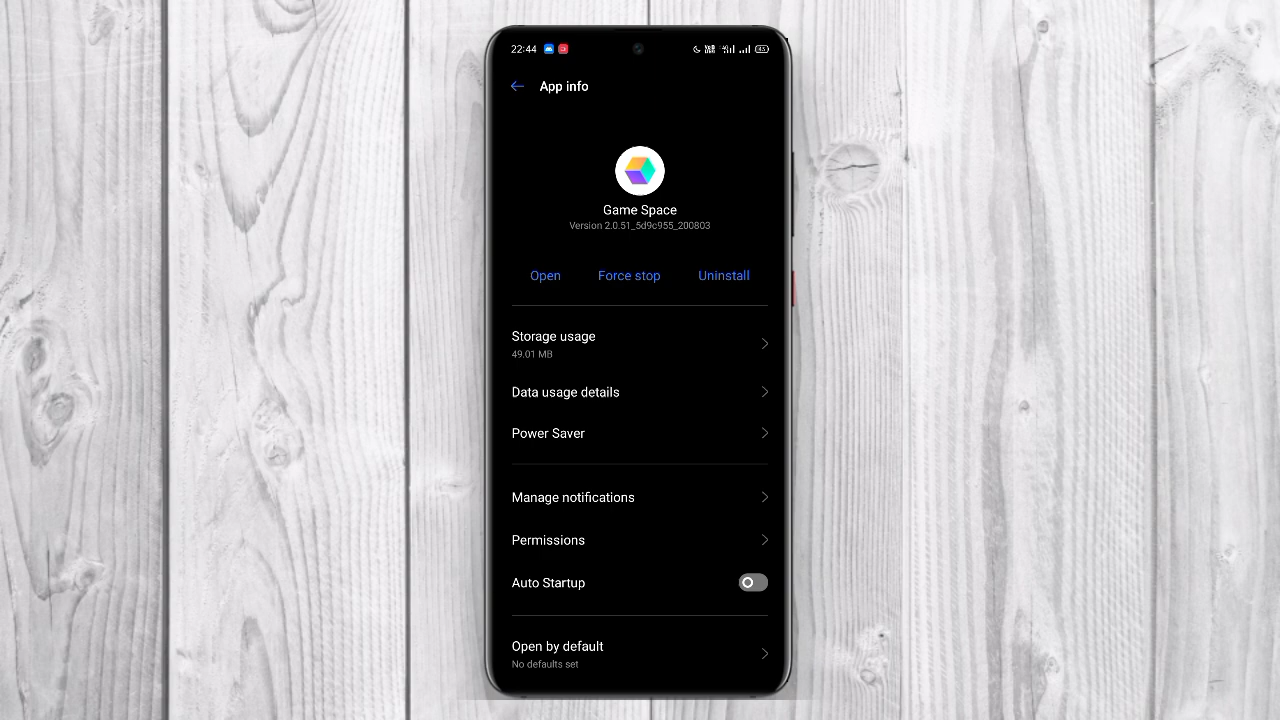 22:44
App info
Game Space
Version 2.0.51_5d9c955_200803
Open Force stop Uninstall
Storage usage
49.01 MB
Data usage details
Power Saver
Manage notifications
Permissions
Auto Startup
Open by default
No defaults set